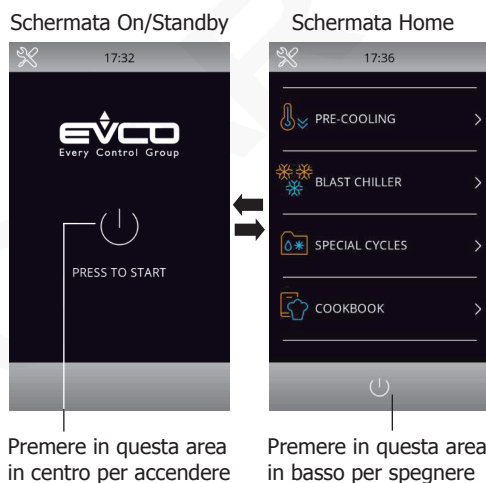 Schermata On/Standby
17:32
EVCO
Every Control Group
PRESS TO START
Premere in questa area
in centro per accendere
Schermata Home
17:36
PRE-COOLING
BLAST CHILLER
SPECIAL CYCLES
COOKBOOK
Premere in questa area
in basso per spegnere